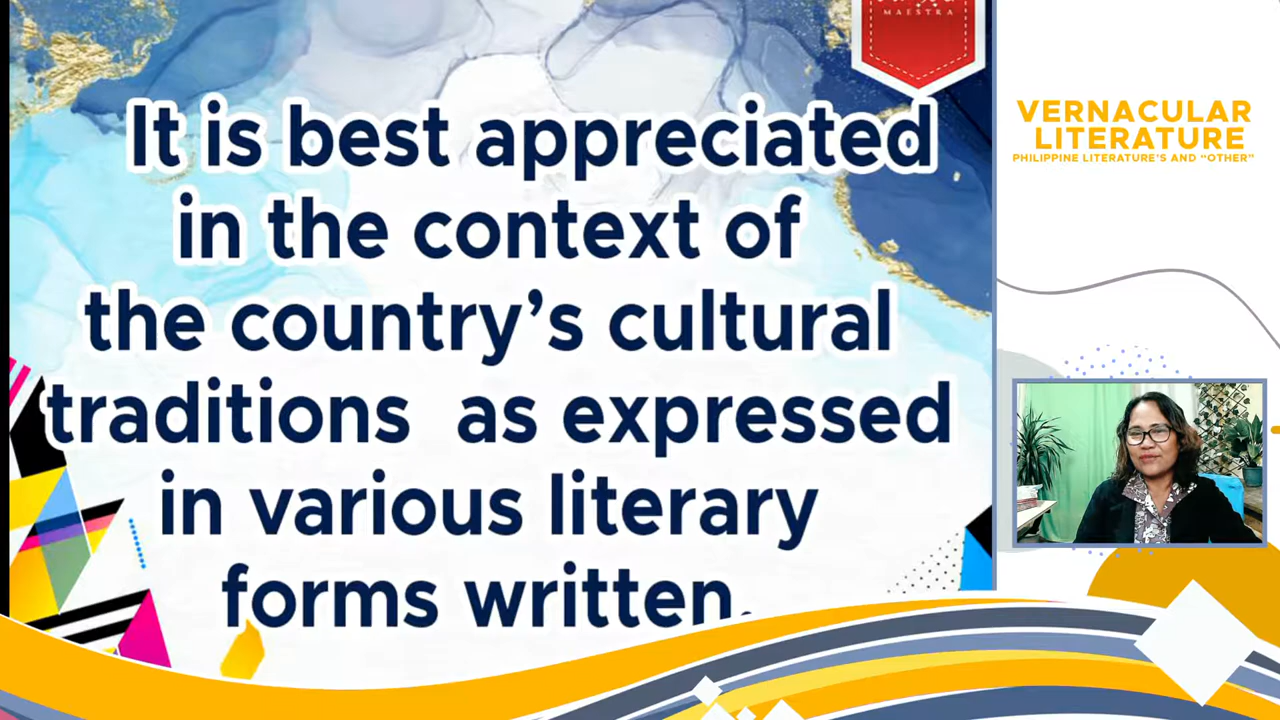 MAESTRA
It is best appreciated
in the context of
the country’s cultural
traditions as expressed
in various literary
forms written.
VERNACULAR
LITERATURE
PHILIPPINE LITERATURE'S AND “OTHER”